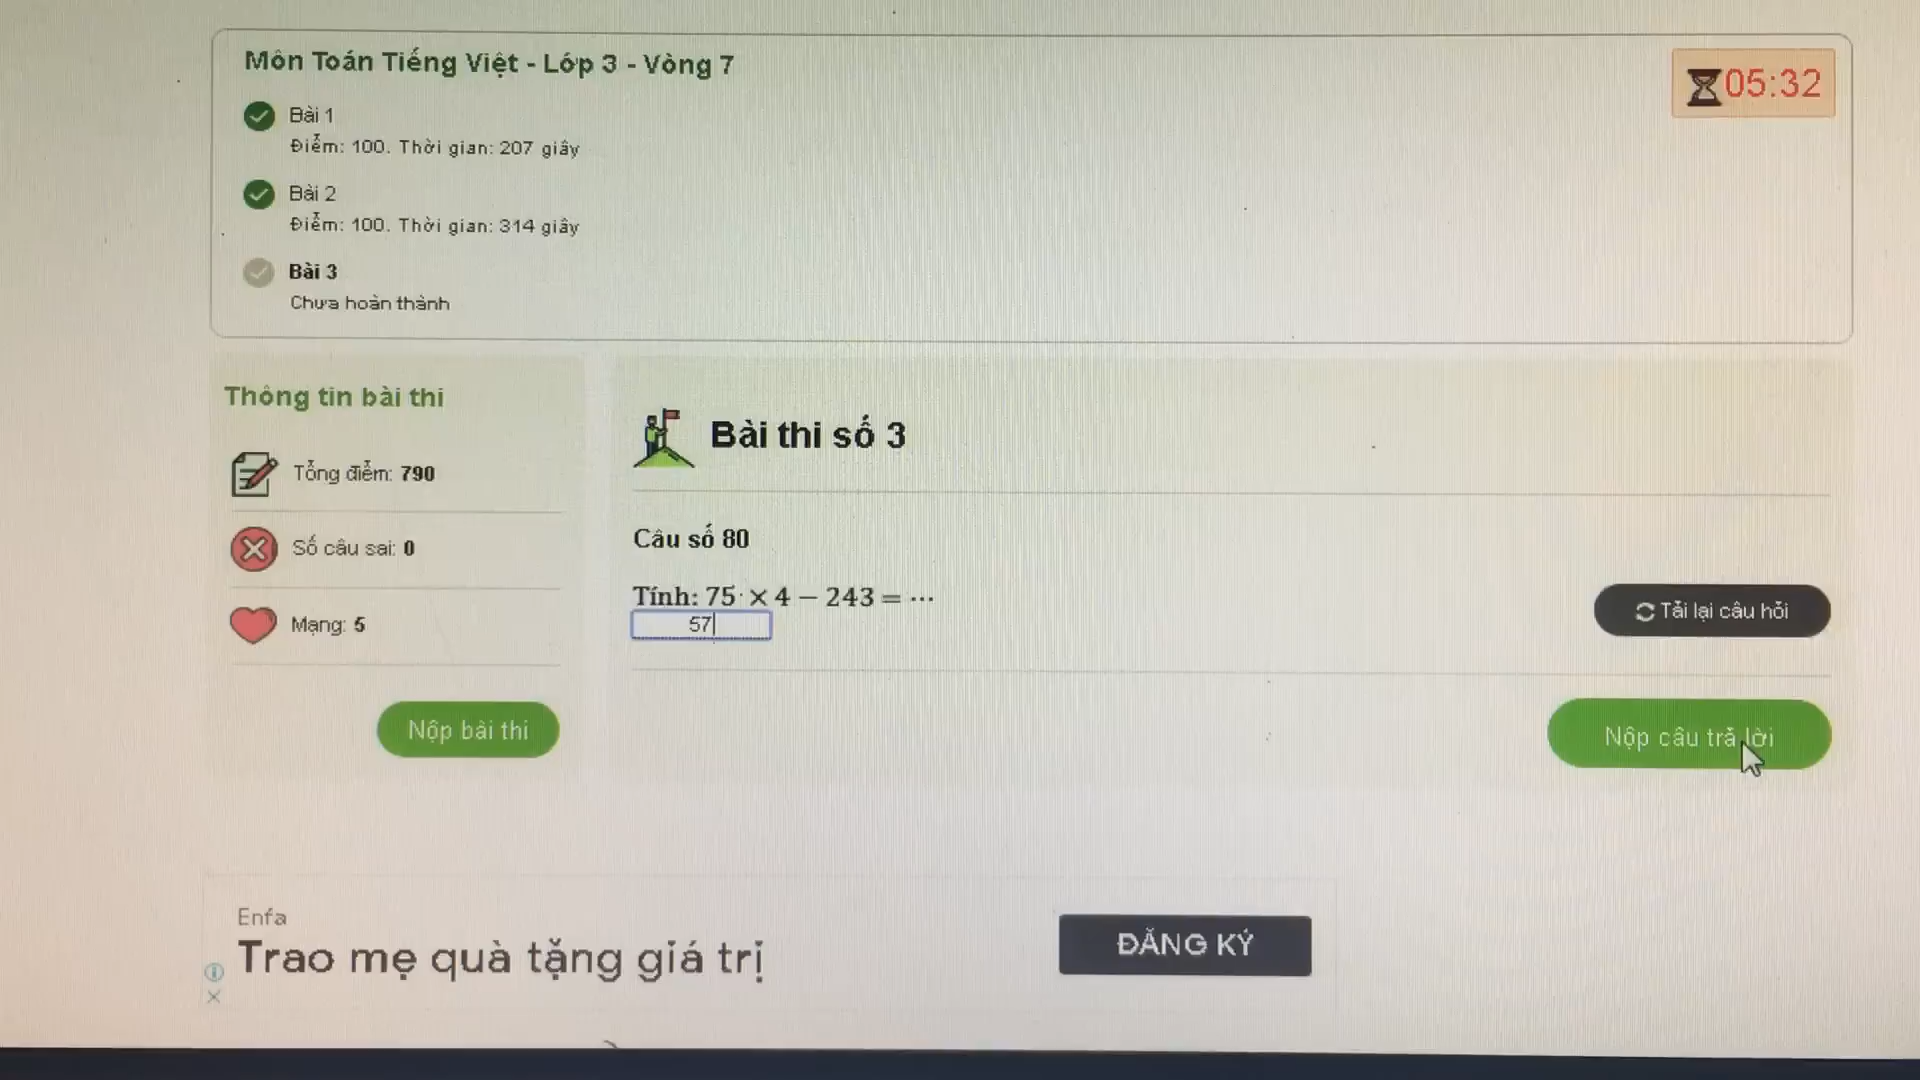 Môn Toán Tiếng Việt - Lớp 3 - Vòng 7
05:32
Bài 1
Điểm: 100. Thời gian: 207 giây
Bài 2
Điểm: 100. Thời gian: 314 giây
Bài 3
Chưa hoàn thành
Thông tin bài thi
Tổng điểm: 790
Số câu sai: 0
Mạng: 5
Nộp bài thi
Bài thi số 3
Câu số 80
Tính: 75 × 4 − 243 = ...
57
Tải lại câu hỏi
Nộp câu trả lời
Enfa
Trao mẹ quà tặng giá trị
ĐĂNG KÝ